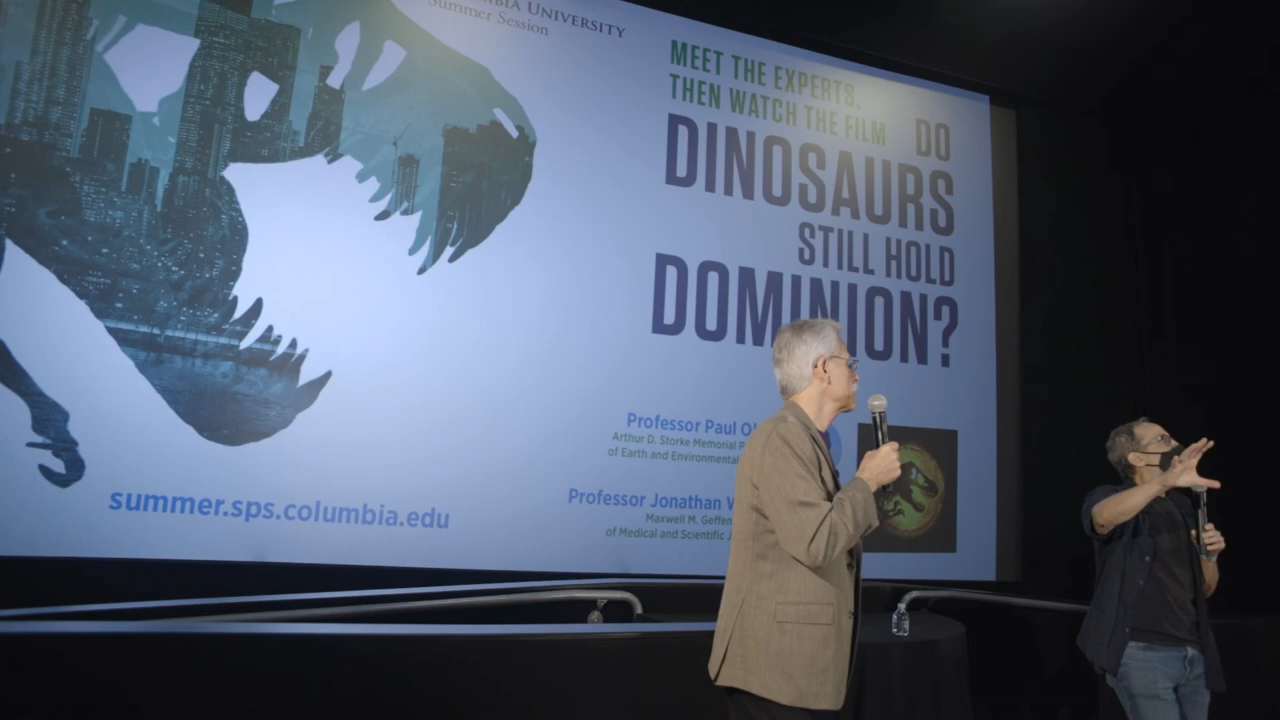 UNIVERSITY
Summer Session
MEET THE EXPERTS,
THEN WATCH THE FILM
DO
DINOSAURS
STILL HOLD
DOMINION?
Professor Paul
Arthur D. Storke Memorial
of Earth and Environmental
Professor Jonathan
Maxwell M. Geffen
of Medical and Scientific
summer.sps.columbia.edu